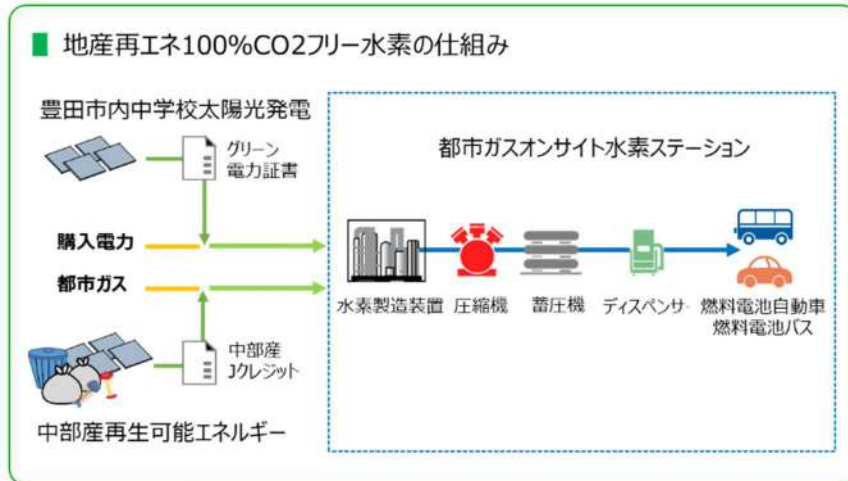 地産再エネ100%CO2フリー水素の仕組み
豊田市内中学校太陽光発電
グリーン
電力証書
購入電力
都市ガス
中部産
Jクレジット
中部産再生可能エネルギー
都市ガスオンサイト水素ステーション
水素製造装置
圧縮機
蓄圧機
ディスペンサー
燃料電池自動車
燃料電池バス